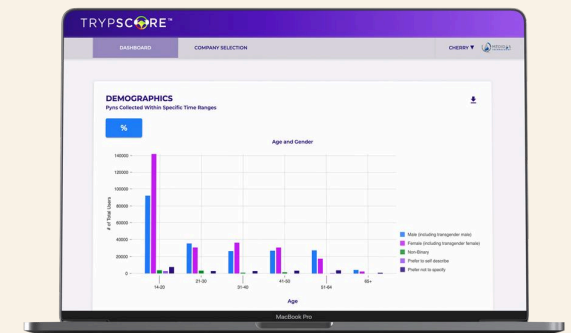 TRYPSCORE™
DASHBOARD
COMPANY SELECTION
CHERRY ▼
DEMOGRAPHICS
Pyns Collected Within Specific Time Ranges
%
Age and Gender
# of Total Users
140000
120000
100000
80000
60000
40000
20000
0
14-20
21-30
31-40
41-50
51-64
65+
Age
Male (including transgender male)
Female (including transgender female)
Non-Binary
Prefer to self describe
Prefer not to specify
MacBook Pro